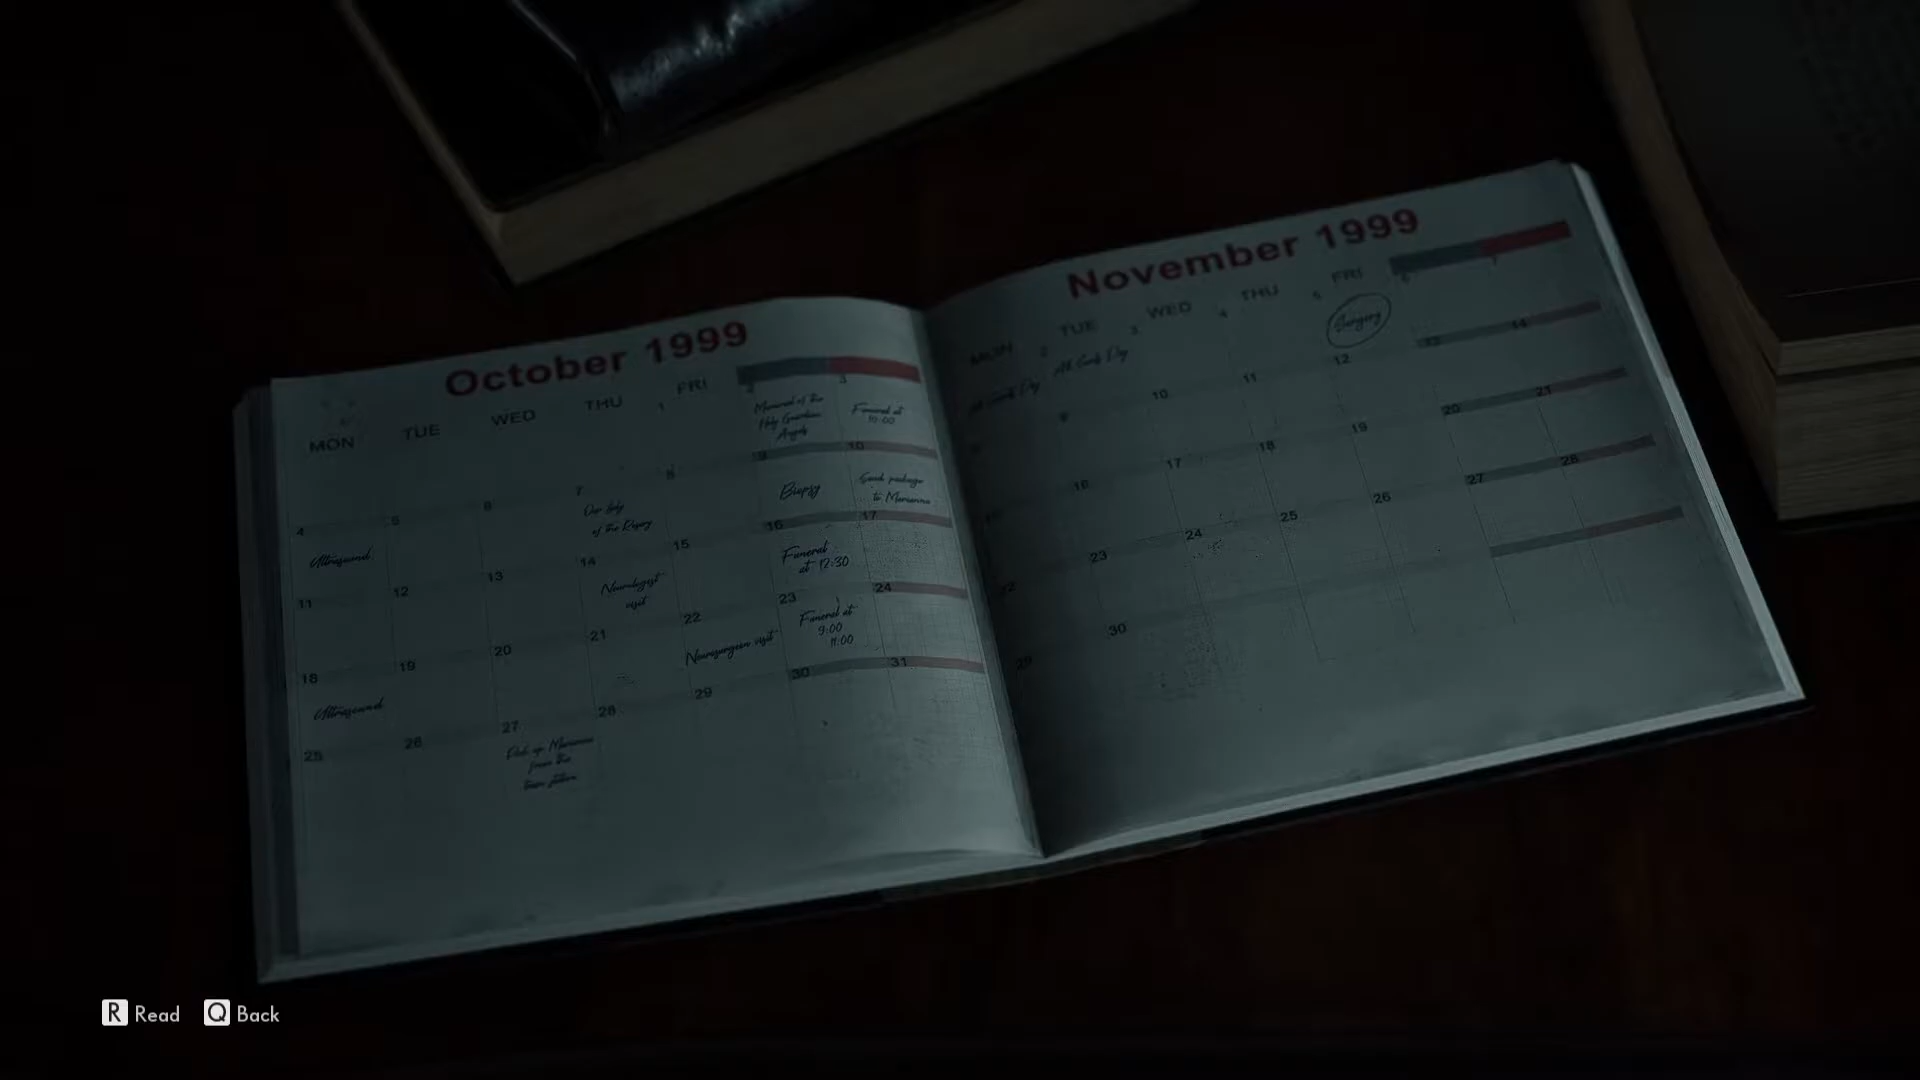 October 1999
MON TUE WED THU FRI
1 2 3
Memorial of the
Holy Guardian
Angels
Funeral at
10:00
4 5 6 7 8 9 10
Ultrasound
Our lady
of the Rosary
Biopsy
Send package
to Marianna
11 12 13 14 15 16 17
Neurologist
visit
Funeral
at 12:30
18 19 20 21 22 23 24
Ultrasound
Neurosurgeon visit
Funeral at
9:00
11:00
25 26 27 28 29 30 31
Pick up Marianna
from the
train station
November 1999
MON TUE WED THU FRI
2 3 4 5 6 7
Day
Day
Surgery
9 10 11 12 13 14
16 17 18 19 20 21
22 23 24 25 26 27 28
29 30
R Read Q Back